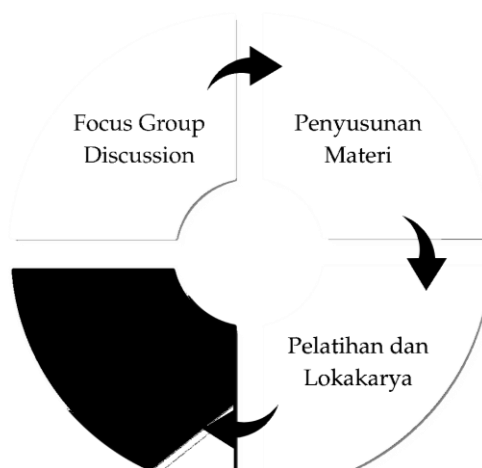 Focus Group
Discussion
Penyusunan
Materi
Pelatihan dan
Lokakarya